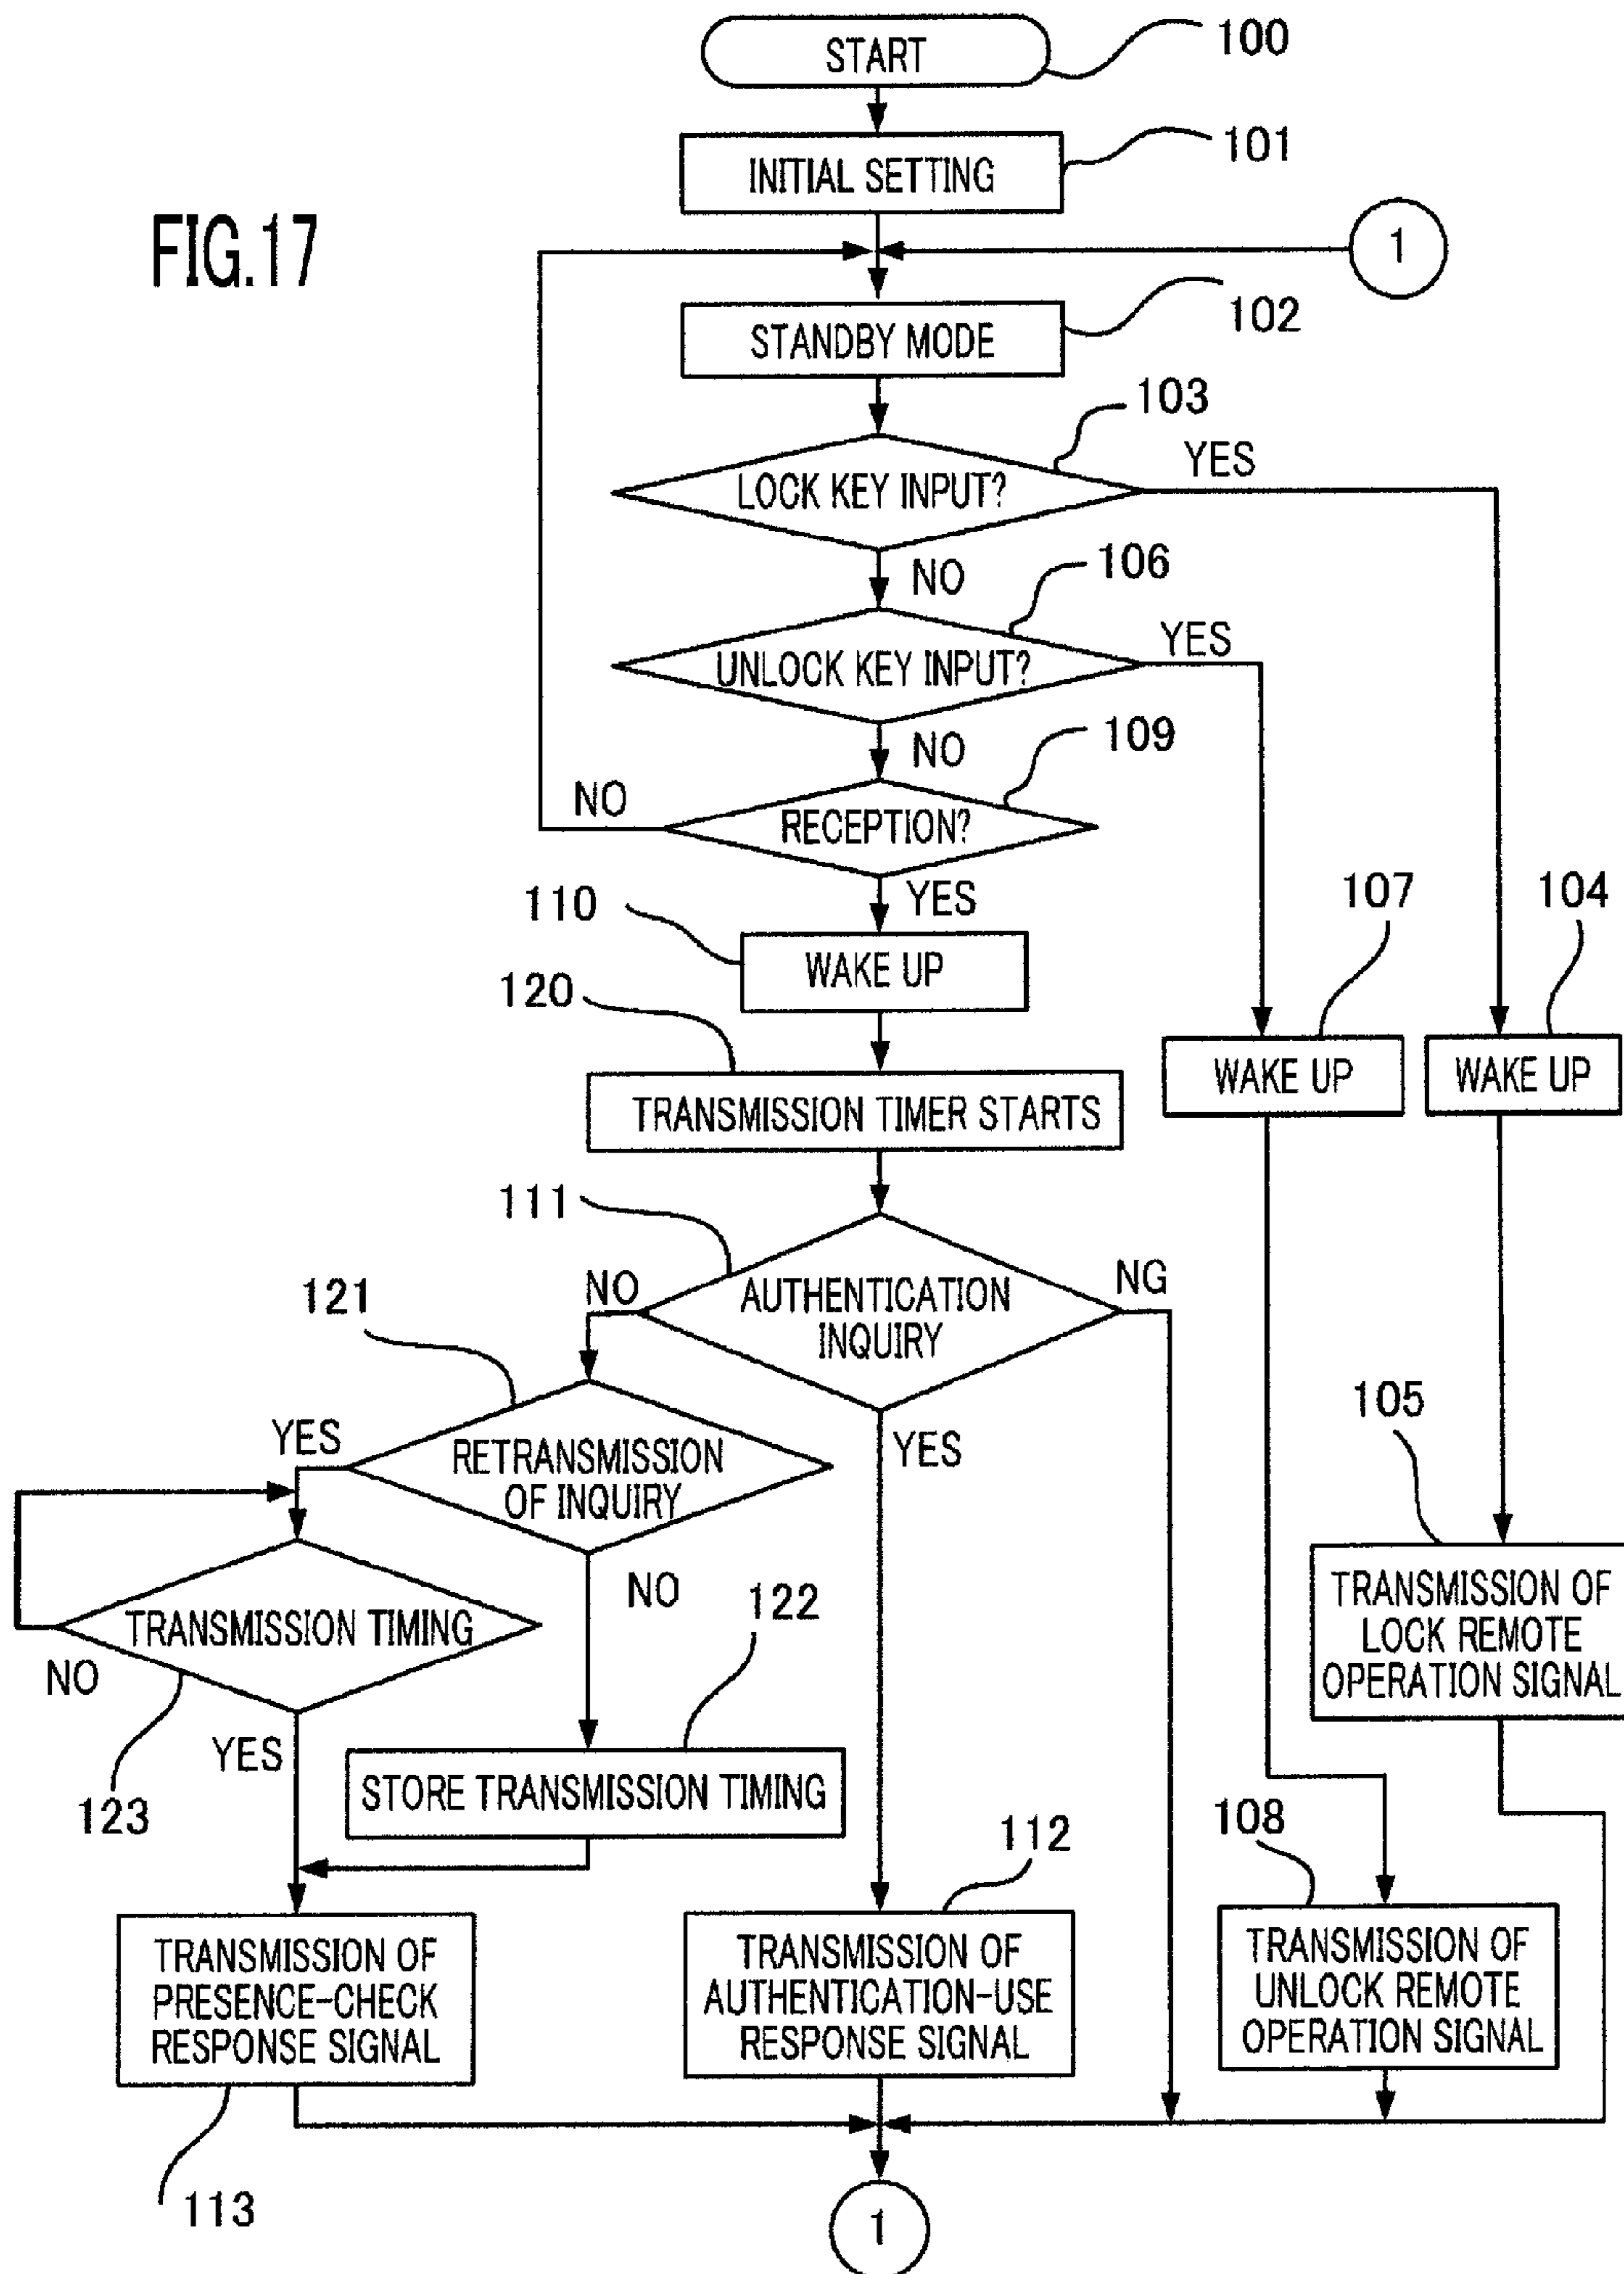 START
100
INITIAL SETTING
101
FIG.17
1
STANDBY MODE
102
103
LOCK KEY INPUT?
YES
NO
106
UNLOCK KEY INPUT?
YES
NO
109
RECEPTION?
NO
YES
110
WAKE UP
107
WAKE UP
104
WAKE UP
120
TRANSMISSION TIMER STARTS
111
AUTHENTICATION
INQUIRY
NO
NG
YES
121
RETRANSMISSION
OF INQUIRY
YES
NO
105
TRANSMISSION OF
LOCK REMOTE
OPERATION SIGNAL
TRANSMISSION TIMING
NO
YES
123
122
STORE TRANSMISSION TIMING
108
TRANSMISSION OF
UNLOCK REMOTE
OPERATION SIGNAL
112
TRANSMISSION OF
AUTHENTICATION-USE
RESPONSE SIGNAL
TRANSMISSION OF
PRESENCE-CHECK
RESPONSE SIGNAL
113
1